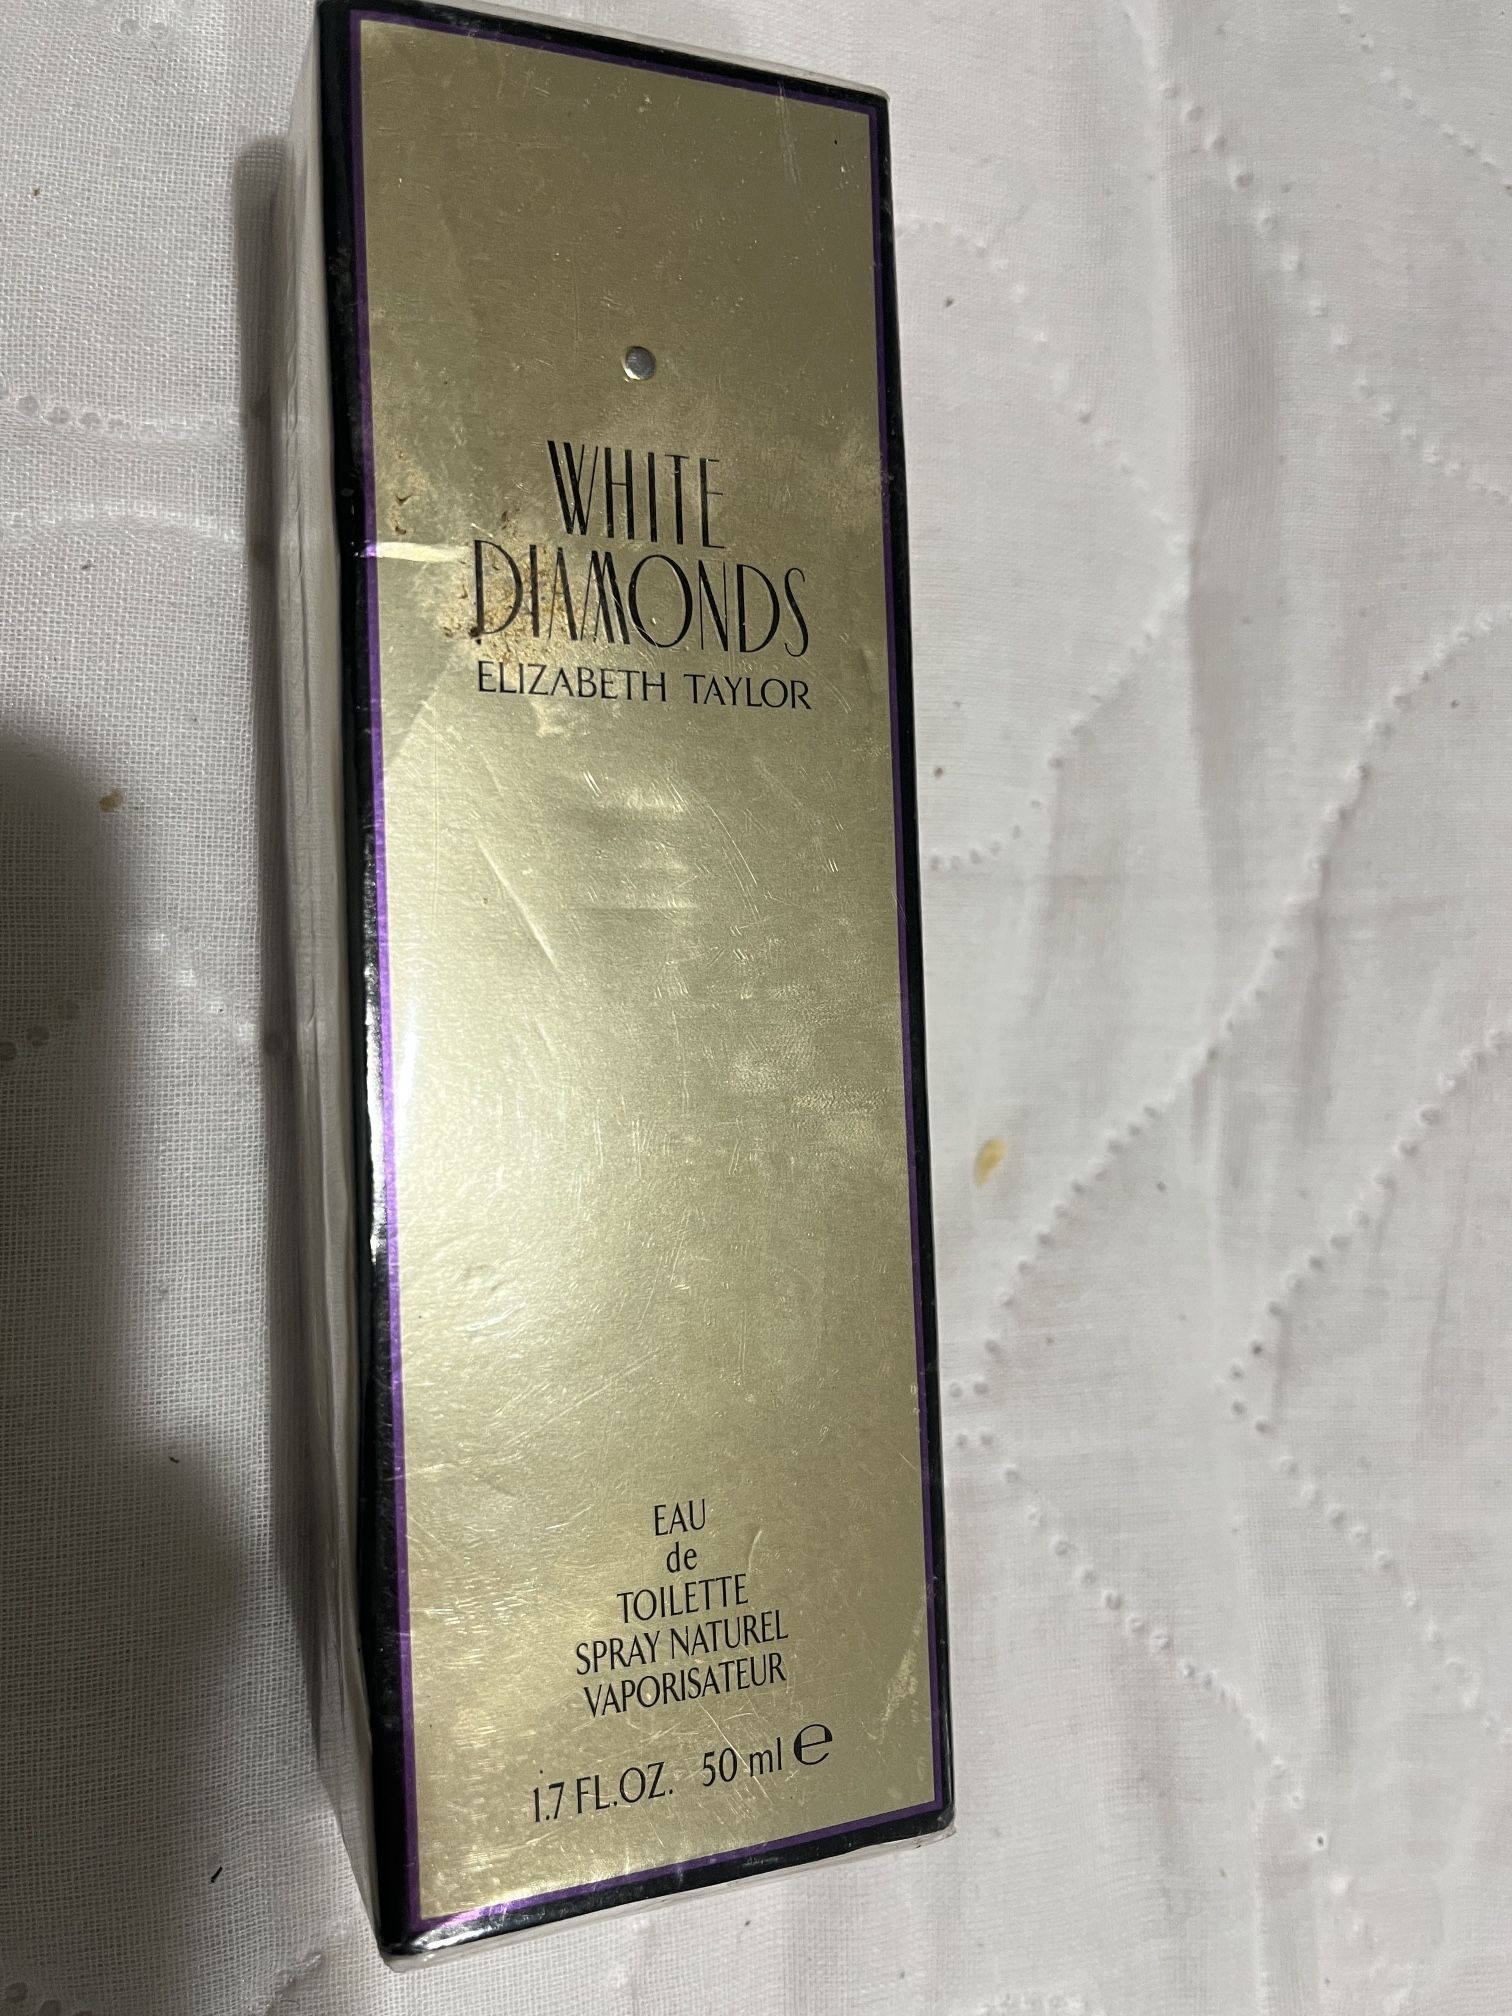 WHITE
DIAMONDS
ELIZABETH TAYLOR
EAU
de
TOILETTE
SPRAY NATUREL
VAPORISATEUR
1.7 FL.OZ. 50 ml ℮